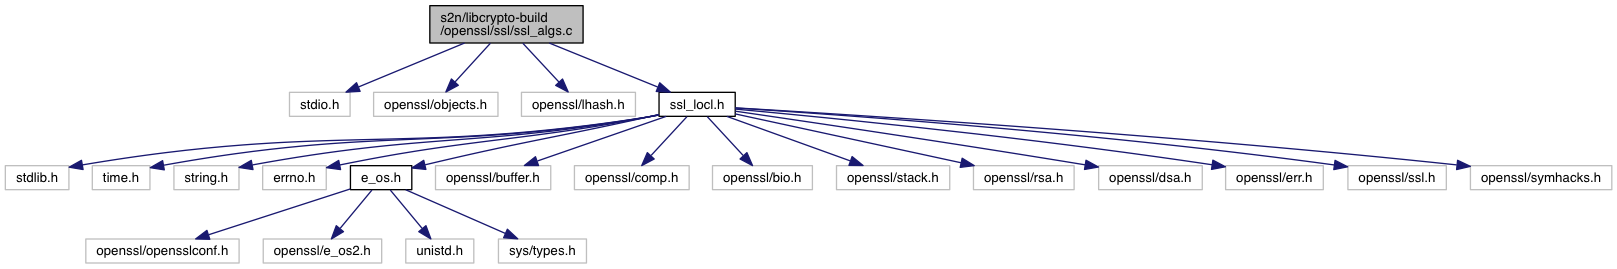 s2n/libcrypto-build
/openssl/ssl/ssl_algs.c
stdio.h
openssl/objects.h
openssl/lhash.h
ssl_locl.h
stdlib.h
time.h
string.h
errno.h
e_os.h
openssl/buffer.h
openssl/comp.h
openssl/bio.h
openssl/stack.h
openssl/rsa.h
openssl/dsa.h
openssl/err.h
openssl/ssl.h
openssl/symhacks.h
openssl/opensslconf.h
openssl/e_os2.h
unistd.h
sys/types.h